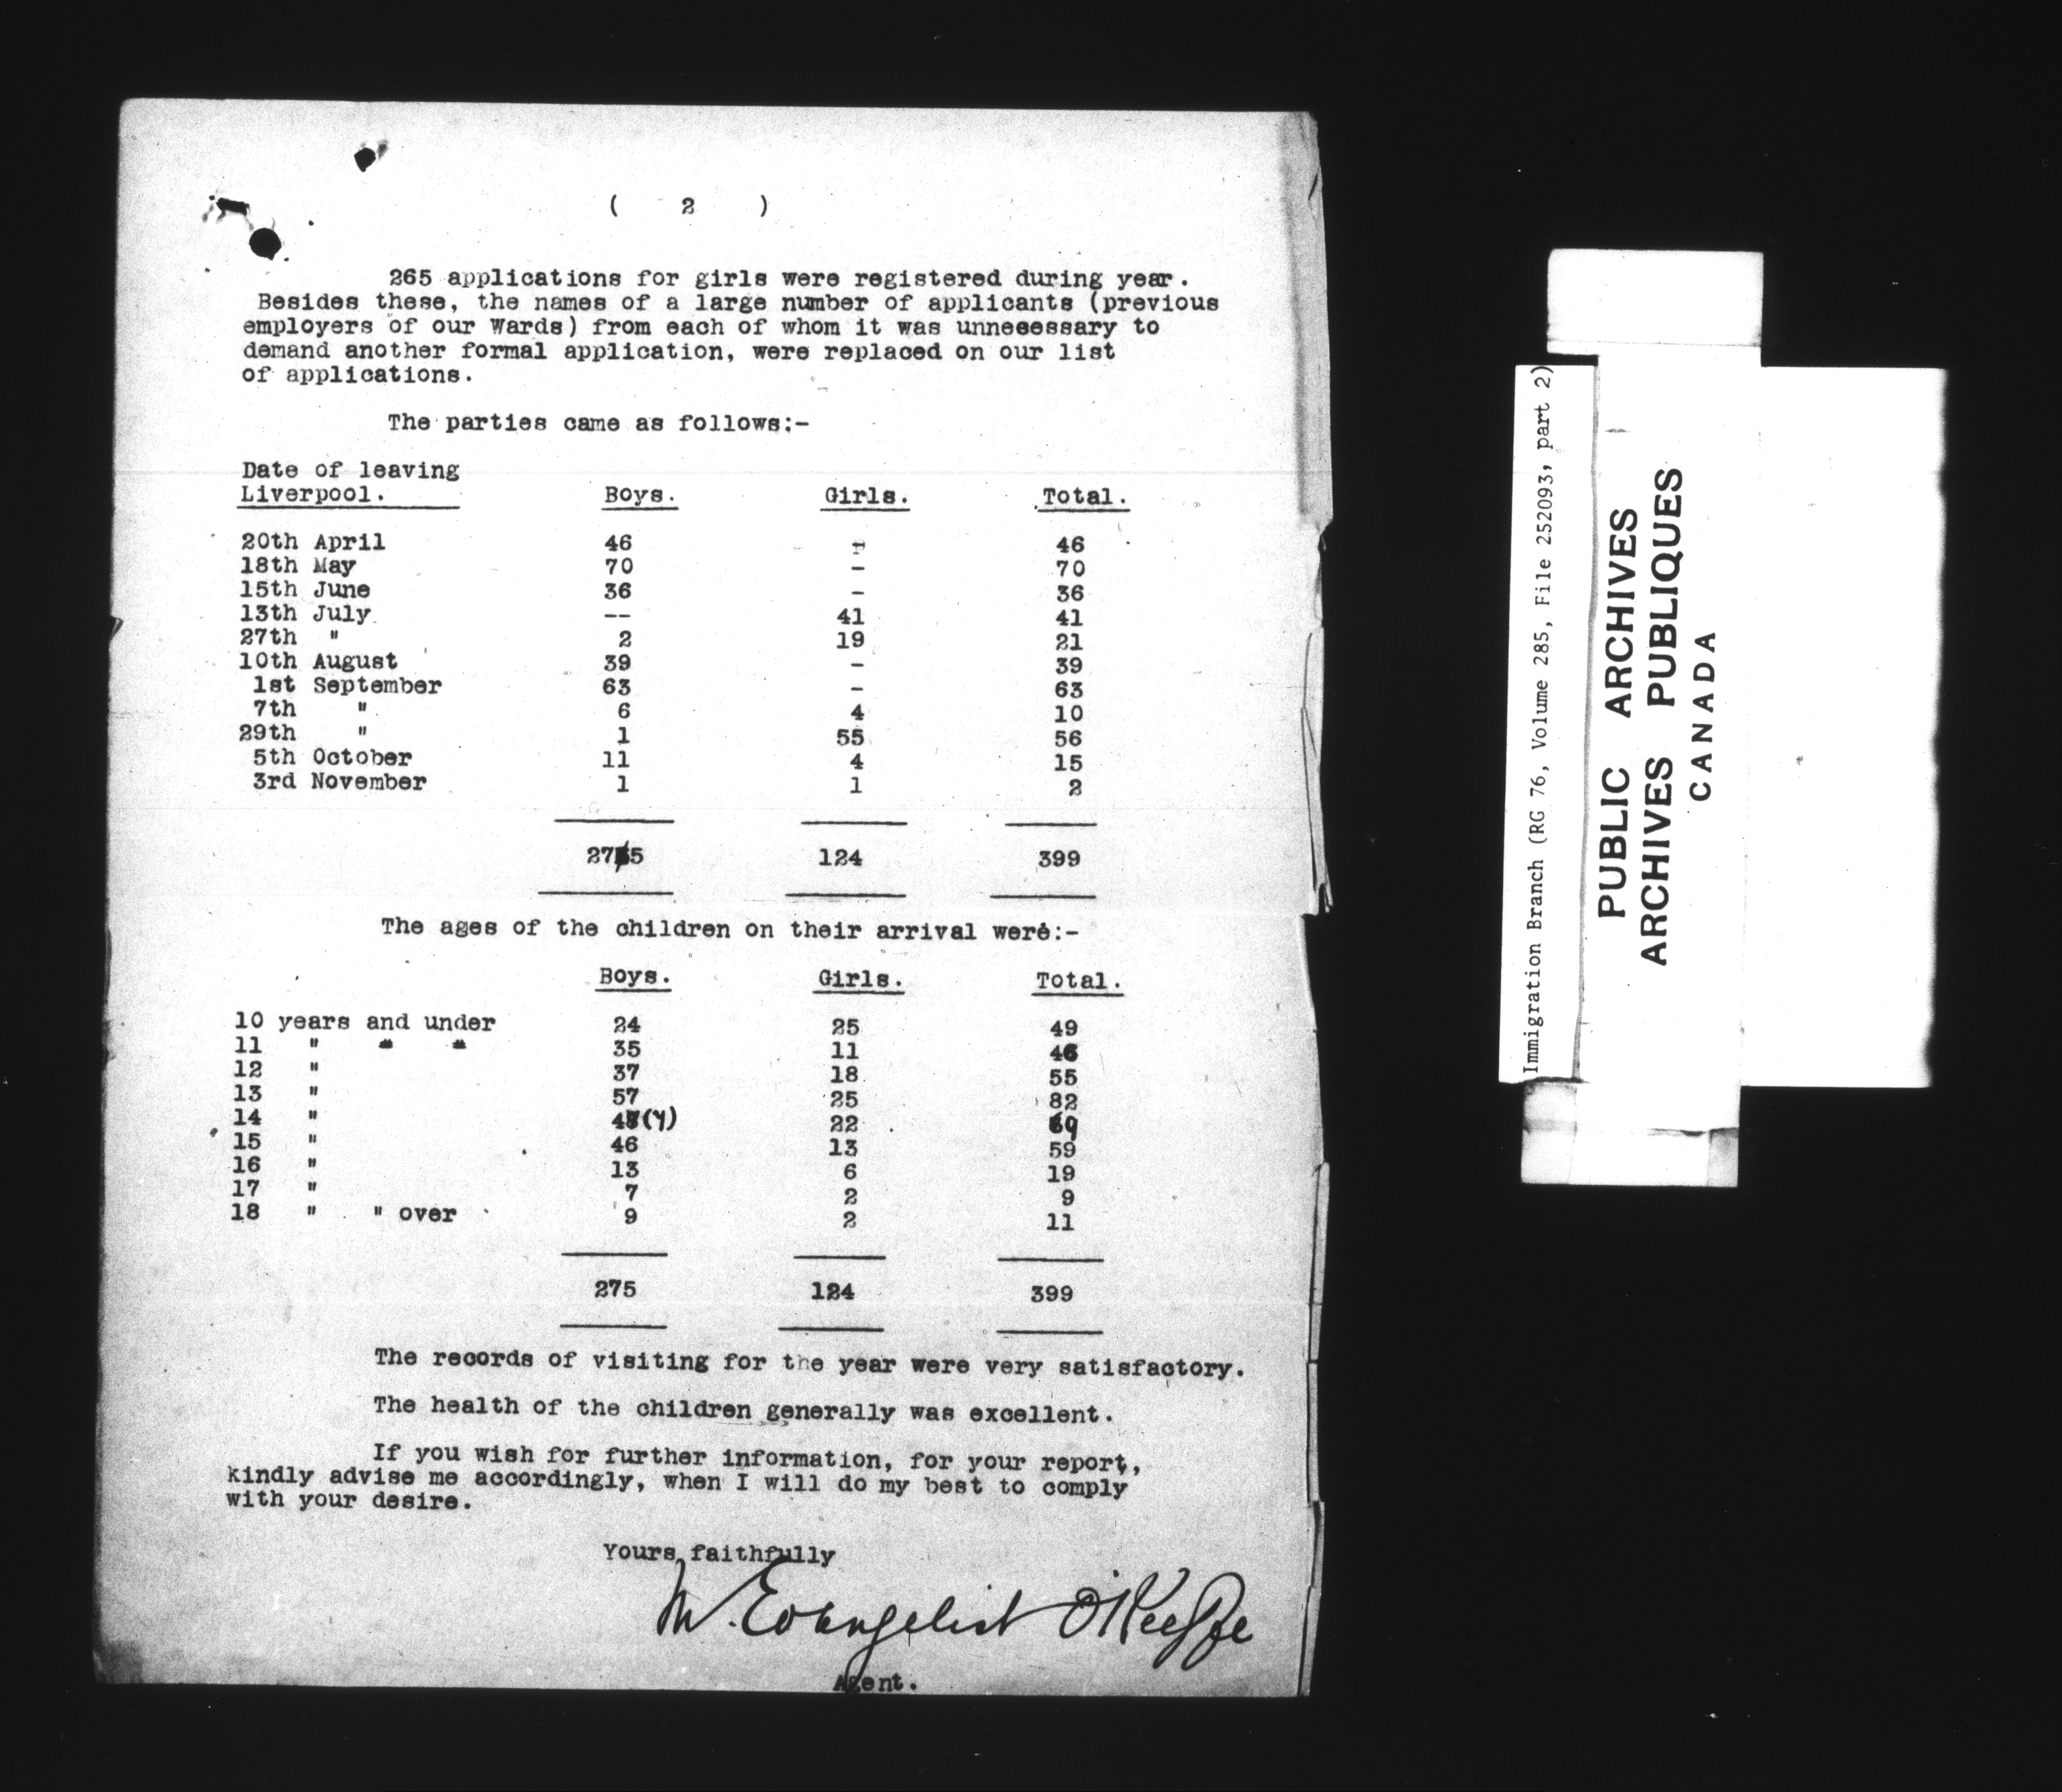 ( 2 )
265 applications for girls were registered during year.
Besides these, the names of a large number of applicants (previous
employers of our Wards) from each of whom it was unneeessary to
demand another formal application, were replaced on our list
of applications.
The parties came as follows:-
Date of leaving
Liverpool. Boys. Girls. Total.
20th April 46 - 46
18th May 70 - 70
15th June 36 - 36
13th July -- 41 41
27th " 2 19 21
10th August 39 - 39
1st September 63 - 63
7th " 6 4 10
29th " 1 55 56
5th October 11 4 15
3rd November 1 1 2
275 124 399
The ages of the children on their arrival were:-
Boys. Girls. Total.
10 years and under 24 25 49
11 " 35 11 46
12 " 37 18 55
13 " 57 25 82
14 " 47 (7) 22 69
15 " 46 13 59
16 " 13 6 19
17 " 7 2 9
18 " " over 9 2 11
275 124 399
The records of visiting for the year were very satisfactory.
The health of the children generally was excellent.
If you wish for further information, for your report,
kindly advise me accordingly, when I will do my best to comply
with your desire.
Yours faithfully
M. Evangelist O'Keeffe
Agent.
Immigration Branch (RG 76, Volume 285, File 252093, part 2)
PUBLIC ARCHIVES
ARCHIVES PUBLIQUES
CANADA